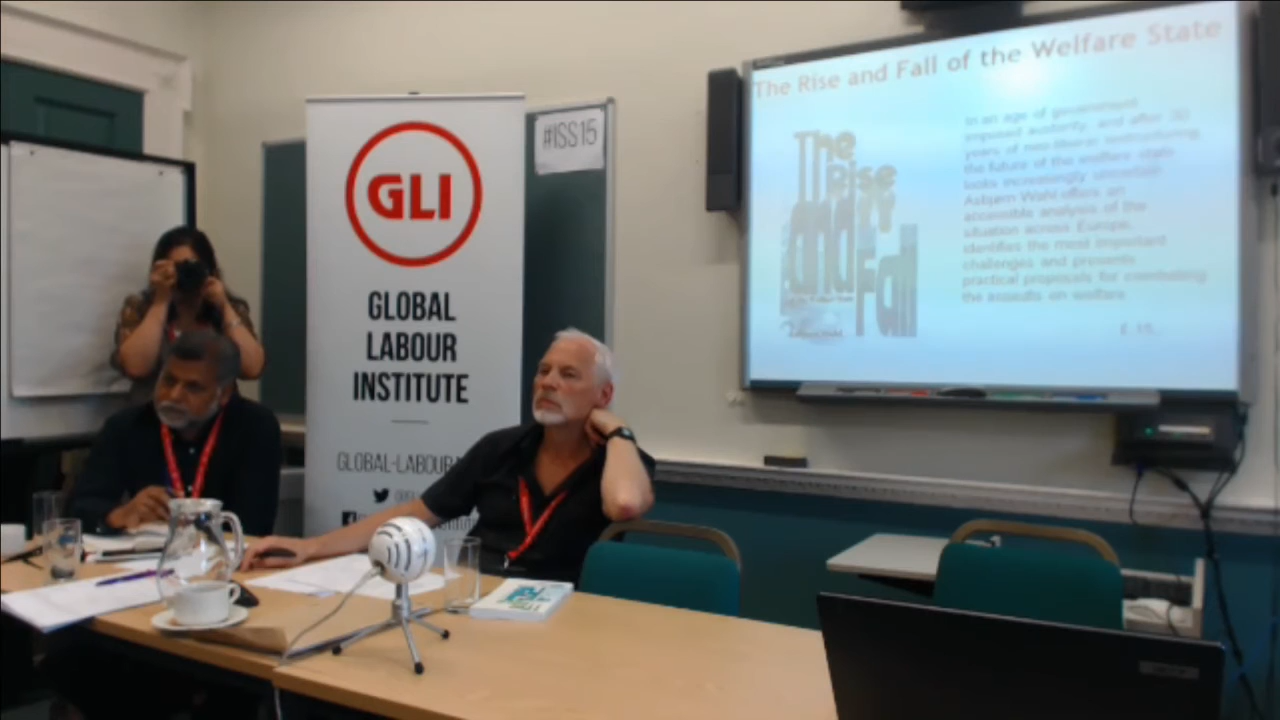 The Rise and Fall of the Welfare State
The
Rise
and
Fall
In an age of government
imposed austerity, and after 30
years of neo-liberal restructuring
the future of the welfare state
looks increasingly uncertain.
Asbjørn Wahl offers an
accessible analysis of the
situation across Europe,
identifies the most important
challenges and presents
practical proposals for combating
the assaults on welfare.
#ISS15
GLI
GLOBAL
LABOUR
INSTITUTE
GLOBAL-LABOUR